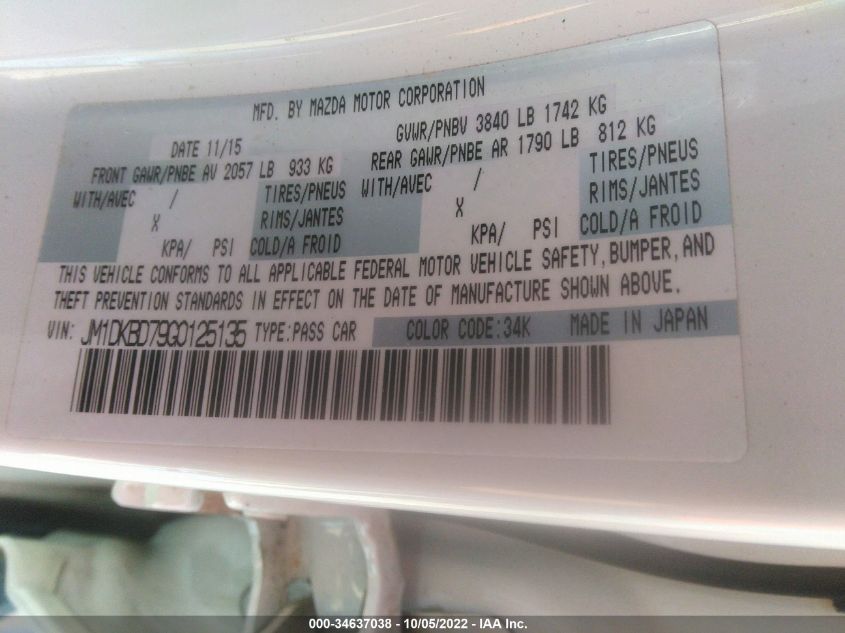 MFD. BY MAZDA MOTOR CORPORATION
DATE 11/15 GVWR/PNBV 3840 LB 1742 KG
FRONT GAWR/PNBE AV 2057 LB 933 KG REAR GAWR/PNBE AR 1790 LB 812 KG
WITH/AVEC / TIRES/PNEUS WITH/AVEC / TIRES/PNEUS
X RIMS/JANTES X RIMS/JANTES
KPA/ PSI COLD/A FROID KPA/ PSI COLD/A FROID
THIS VEHICLE CONFORMS TO ALL APPLICABLE FEDERAL MOTOR VEHICLE SAFETY, BUMPER, AND
THEFT PREVENTION STANDARDS IN EFFECT ON THE DATE OF MANUFACTURE SHOWN ABOVE.
VIN: JM1DKBD79G0125135 TYPE:PASS CAR COLOR CODE:34K MADE IN JAPAN
000-34637038 - 10/05/2022 - IAA Inc.